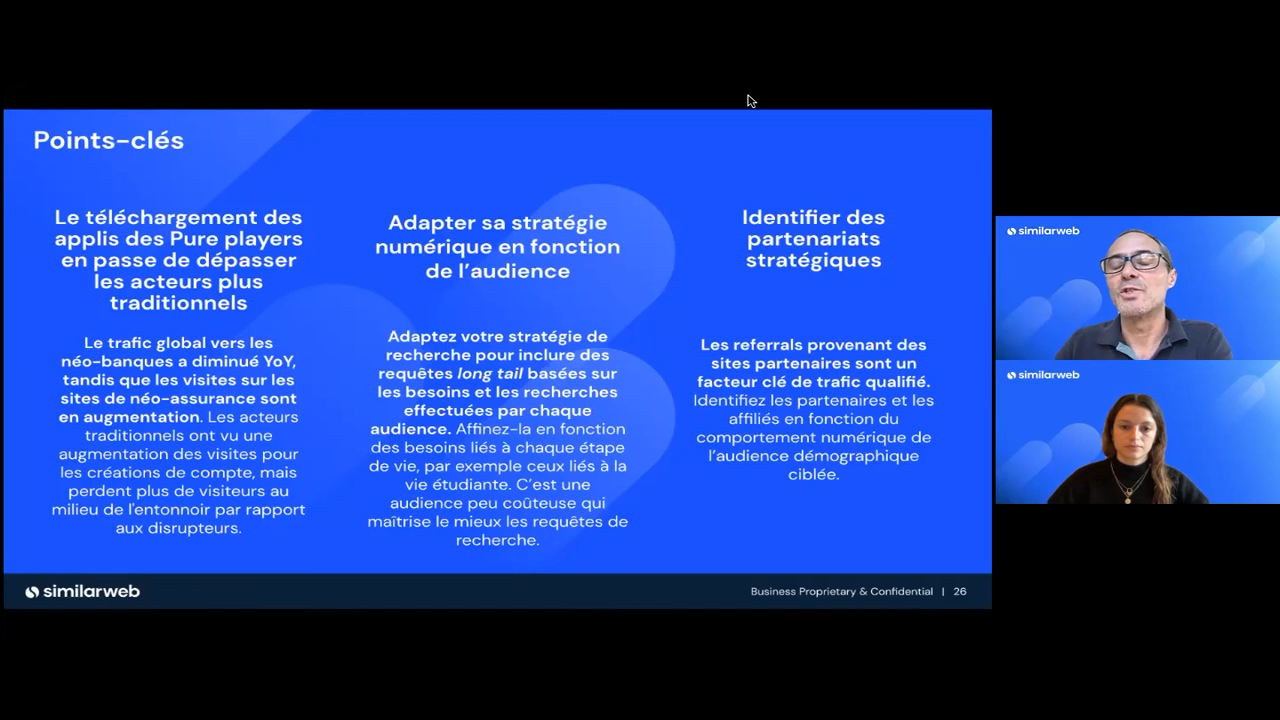 Points-clés
Le téléchargement des
applis des Pure players
en passe de dépasser
les acteurs plus
traditionnels
Le trafic global vers les
néo-banques a diminué YoY,
tandis que les visites sur les
sites de néo-assurance sont
en augmentation. Les acteurs
traditionnels ont vu une
augmentation des visites pour
les créations de compte, mais
perdent plus de visiteurs au
milieu de l'entonnoir par rapport
aux disrupteurs.
Adapter sa stratégie
numérique en fonction
de l’audience
Adaptez votre stratégie de
recherche pour inclure des
requêtes long tail basées sur
les besoins et les recherches
effectuées par chaque
audience. Affinez-la en fonction
des besoins liés à chaque étape
de vie, par exemple ceux liés à la
vie étudiante. C’est une
audience peu coûteuse qui
maîtrise le mieux les requêtes de
recherche.
Identifier des
partenariats
stratégiques
Les referrals provenant des
sites partenaires sont un
facteur clé de trafic qualifié.
Identifiez les partenaires et les
affiliés en fonction du
comportement numérique de
l’audience démographique
ciblée.
similarweb
Business Proprietary & Confidential | 26
similarweb
similarweb